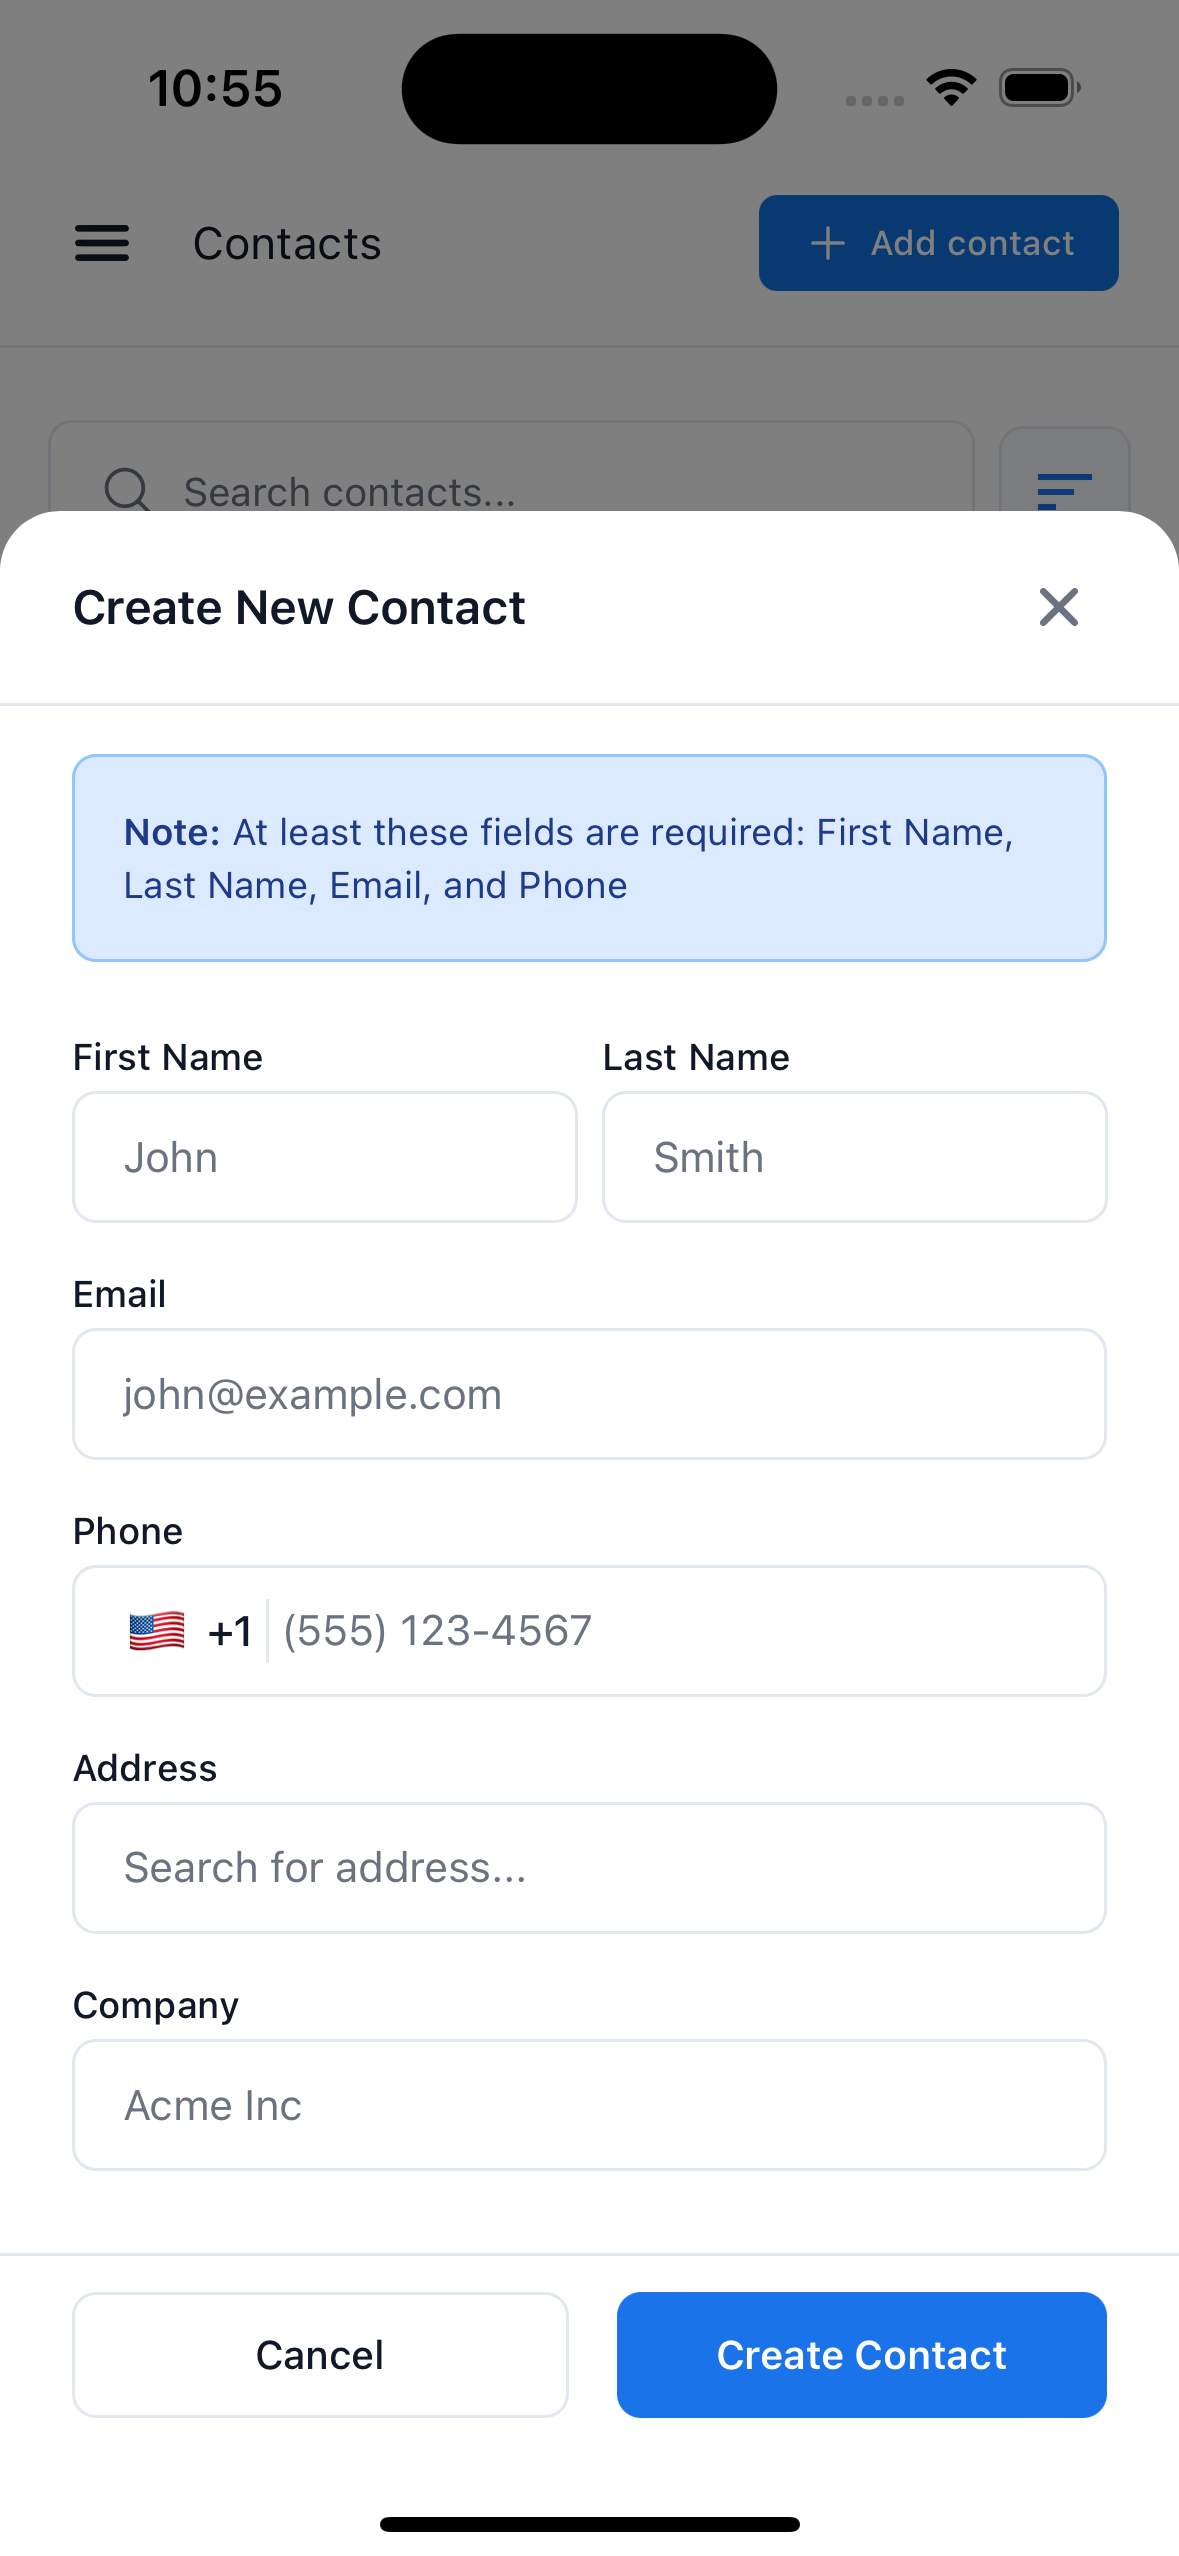 10:55
Contacts
Add contact
Search contacts...
Create New Contact
Note: At least these fields are required: First Name,
Last Name, Email, and Phone
First Name
Last Name
John
Smith
Email
john@example.com
Phone
+1
(555) 123-4567
Address
Search for address...
Company
Acme Inc
Cancel
Create Contact